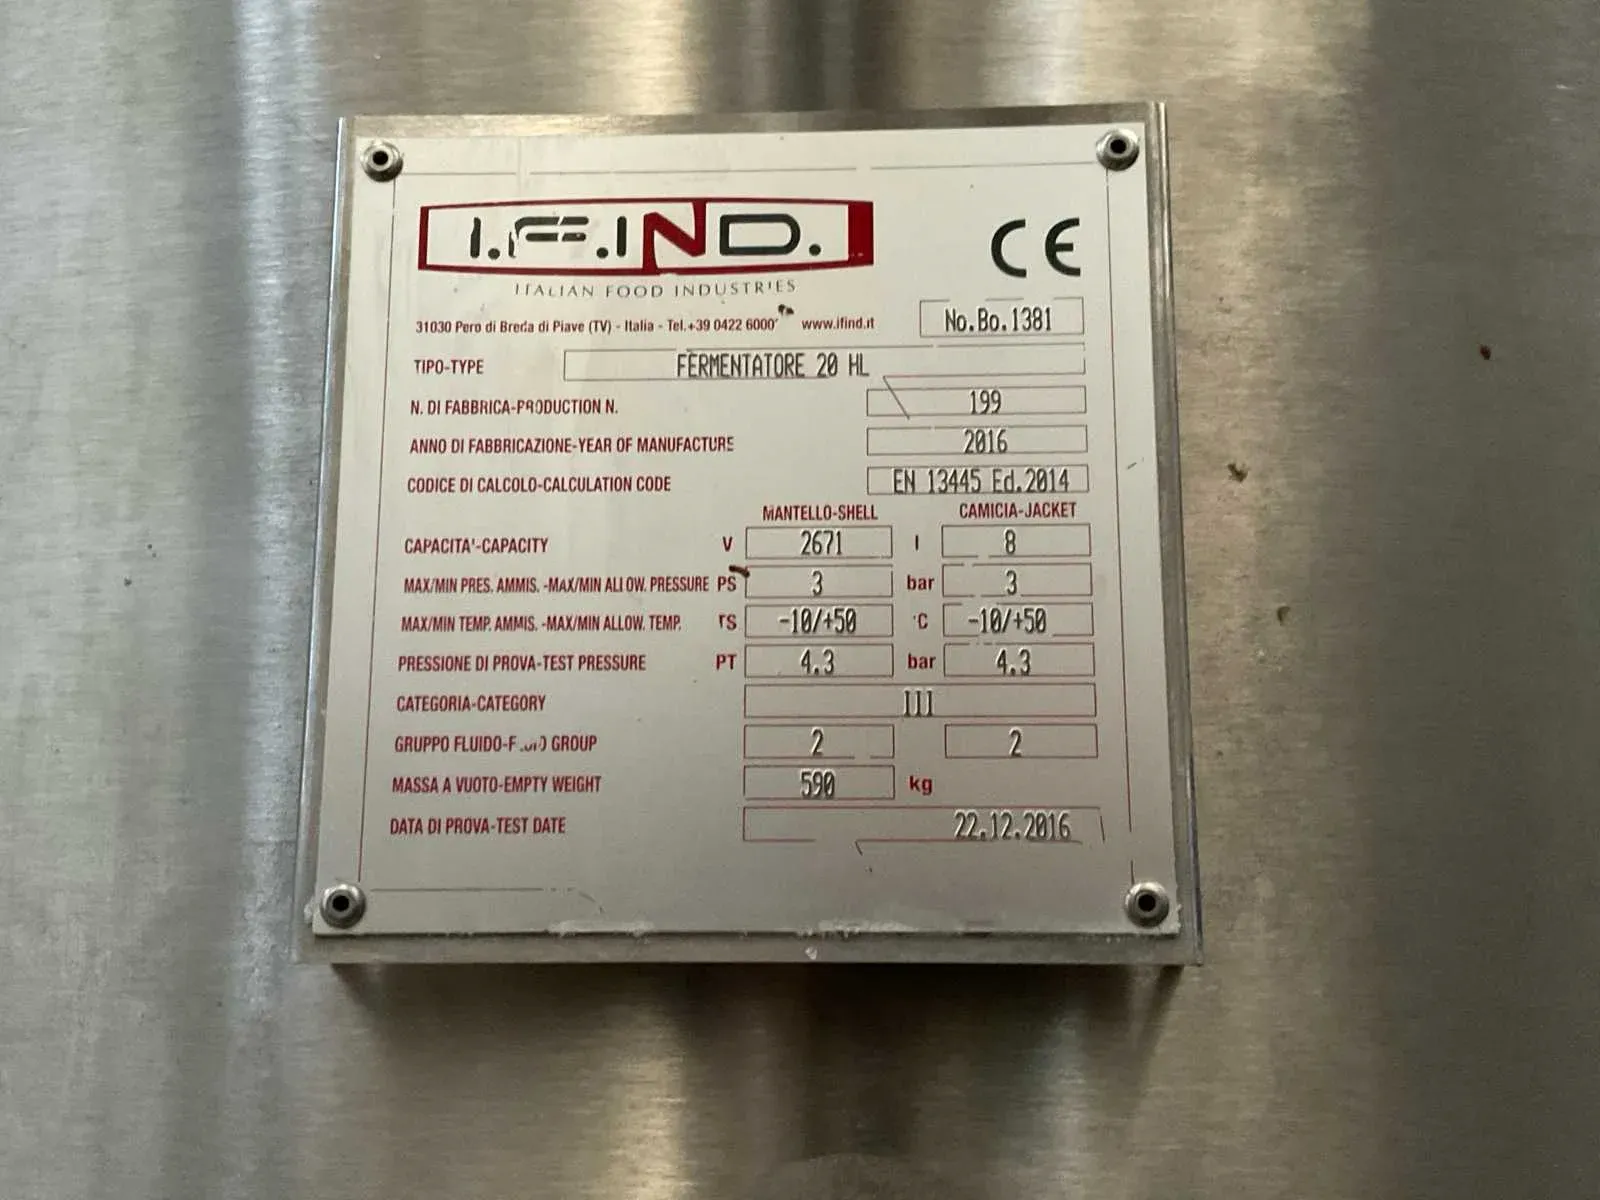 I.F.IND.
CE
ITALIAN FOOD INDUSTRIES
31030 Pero di Breda di Piave (TV) - Italia - Tel.+39 0422 6000 www.ifind.it
No.Bo.1381
TIPO-TYPE FERMENTATORE 20 HL
N. DI FABBRICA-PRODUCTION N. 199
ANNO DI FABBRICAZIONE-YEAR OF MANUFACTURE 2016
CODICE DI CALCOLO-CALCULATION CODE EN 13445 Ed.2014
MANTELLO-SHELL CAMICIA-JACKET
CAPACITA'-CAPACITY V 2671 l 8
MAX/MIN PRES. AMMIS. -MAX/MIN ALLOW. PRESSURE PS 3 bar 3
MAX/MIN TEMP. AMMIS. -MAX/MIN ALLOW. TEMP. TS -10/+50 °C -10/+50
PRESSIONE DI PROVA-TEST PRESSURE PT 4.3 bar 4.3
CATEGORIA-CATEGORY III
GRUPPO FLUIDO-FLUID GROUP 2 2
MASSA A VUOTO-EMPTY WEIGHT 590 kg
DATA DI PROVA-TEST DATE 22.12.2016